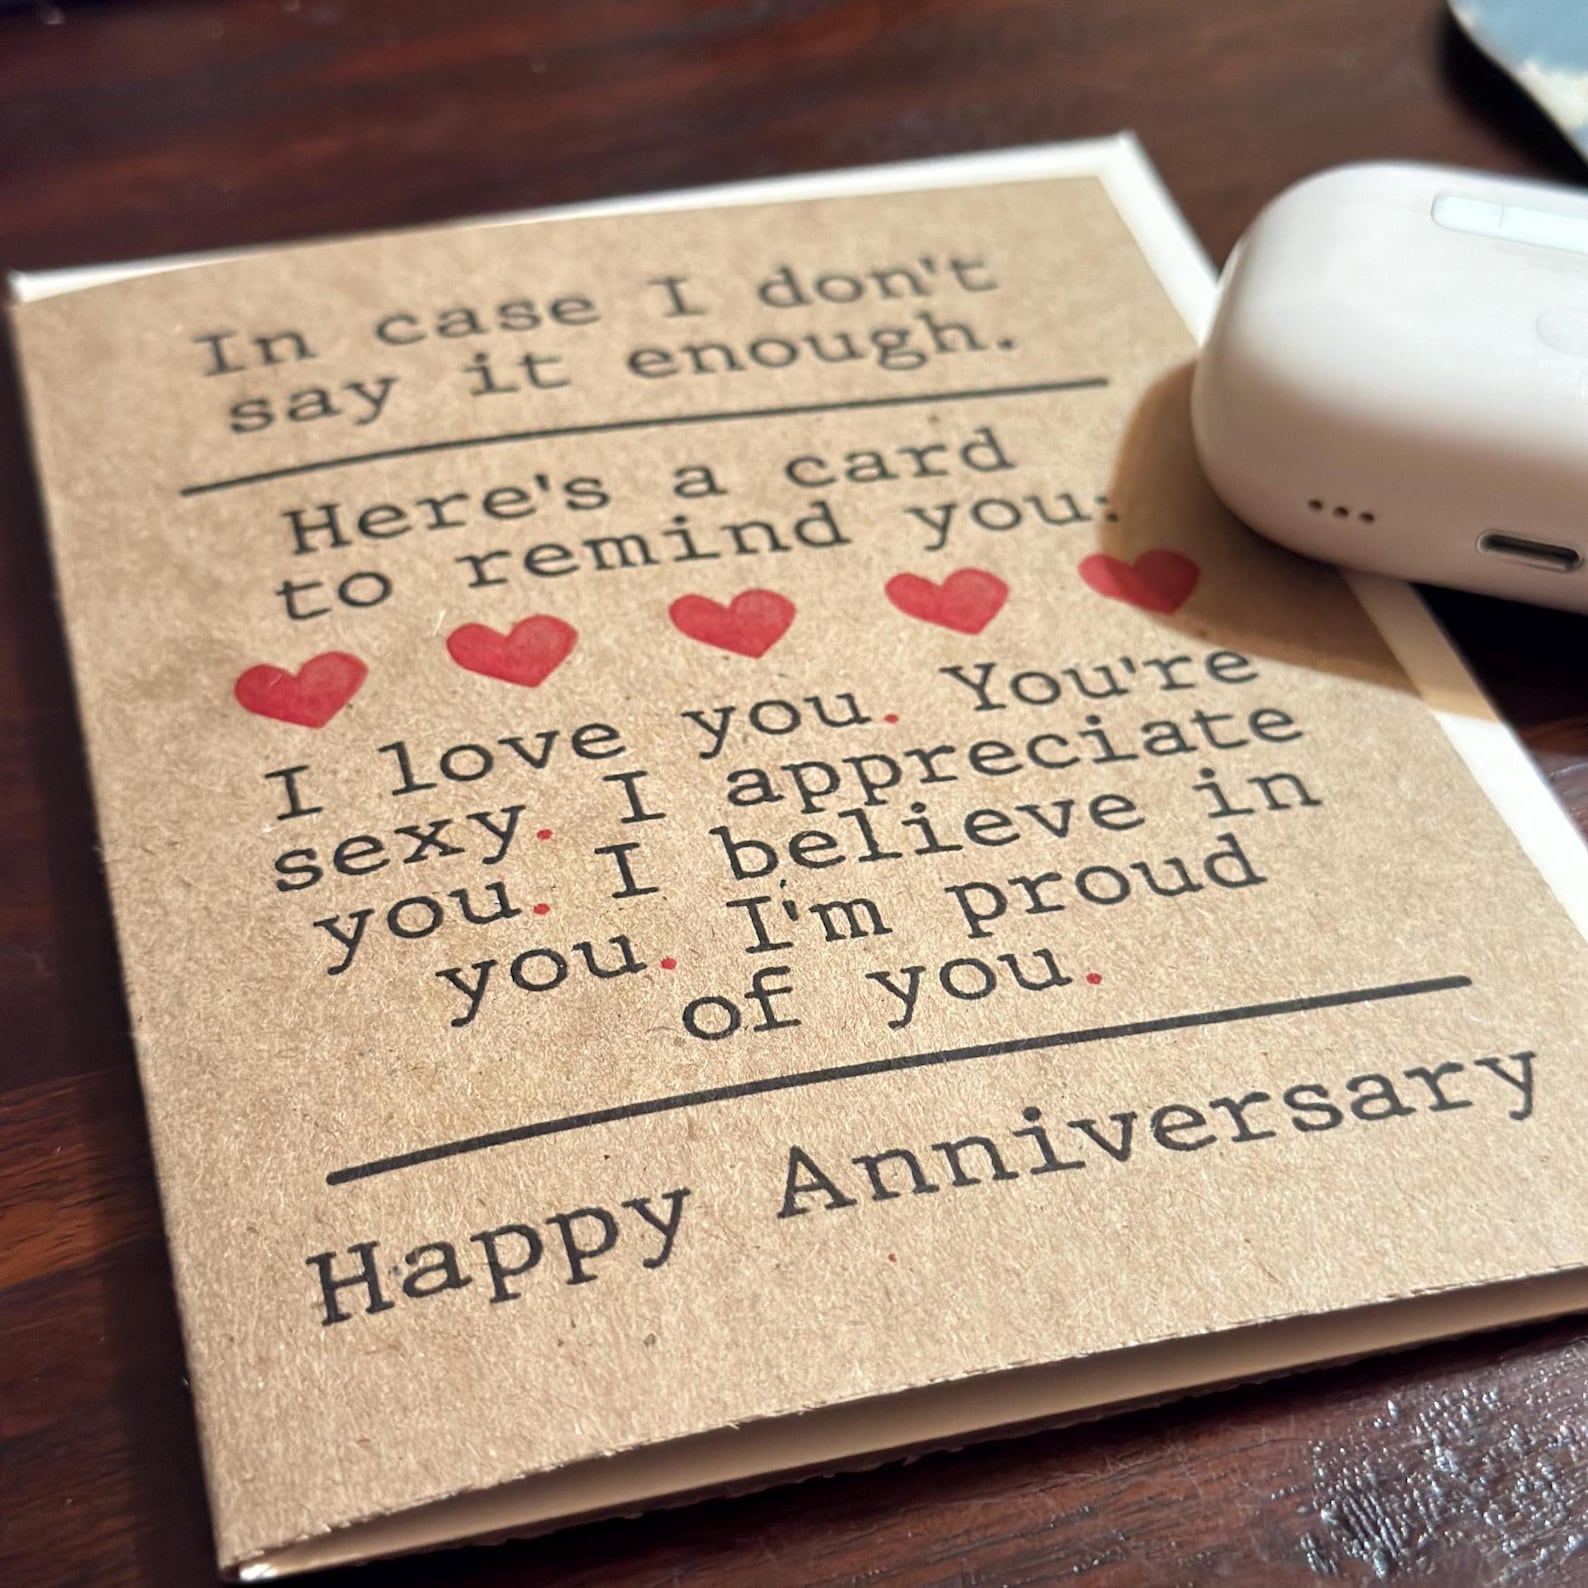 In case I don't
say it enough.
Here's a card
to remind you:
I love you. You're
sexy. I appreciate
you. I believe in
you. I'm proud
of you.
Happy Anniversary